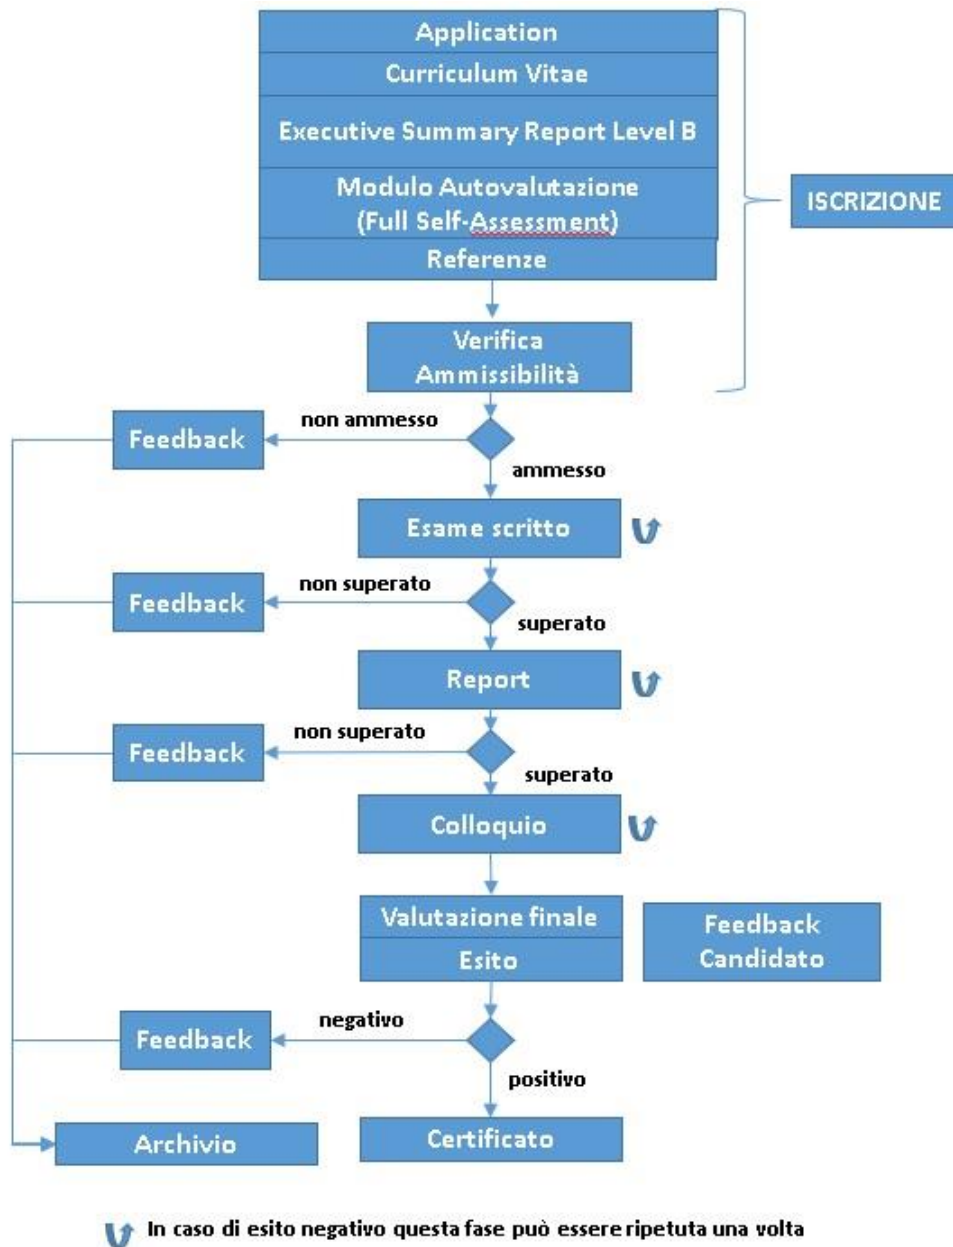 Application
Curriculum Vitae
Executive Summary Report Level B
Modulo Autovalutazione
(Full Self-Assessment)
Referenze
ISCRIZIONE
Verifica
Ammissibilità
non ammesso
Feedback
ammesso
Esame scritto
non superato
Feedback
superato
Report
non superato
Feedback
superato
Colloquio
Valutazione finale
Esito
Feedback
Candidato
negativo
Feedback
positivo
Archivio
Certificato
In caso di esito negativo questa fase può essere ripetuta una volta